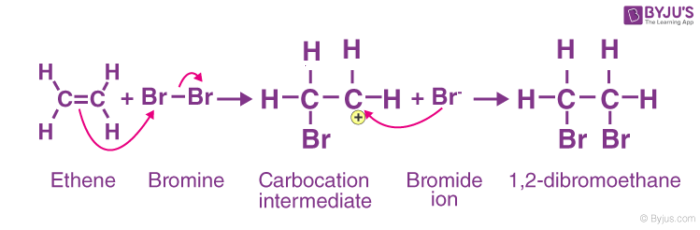 BYJU'S
The Learning App
H H H H H H
C=C + Br-Br → H-C-C-H + Br⁻ → H-C-C-H
H H Br + Br Br
Ethene Bromine Carbocation intermediate Bromide ion 1,2-dibromoethane
© Byjus.com